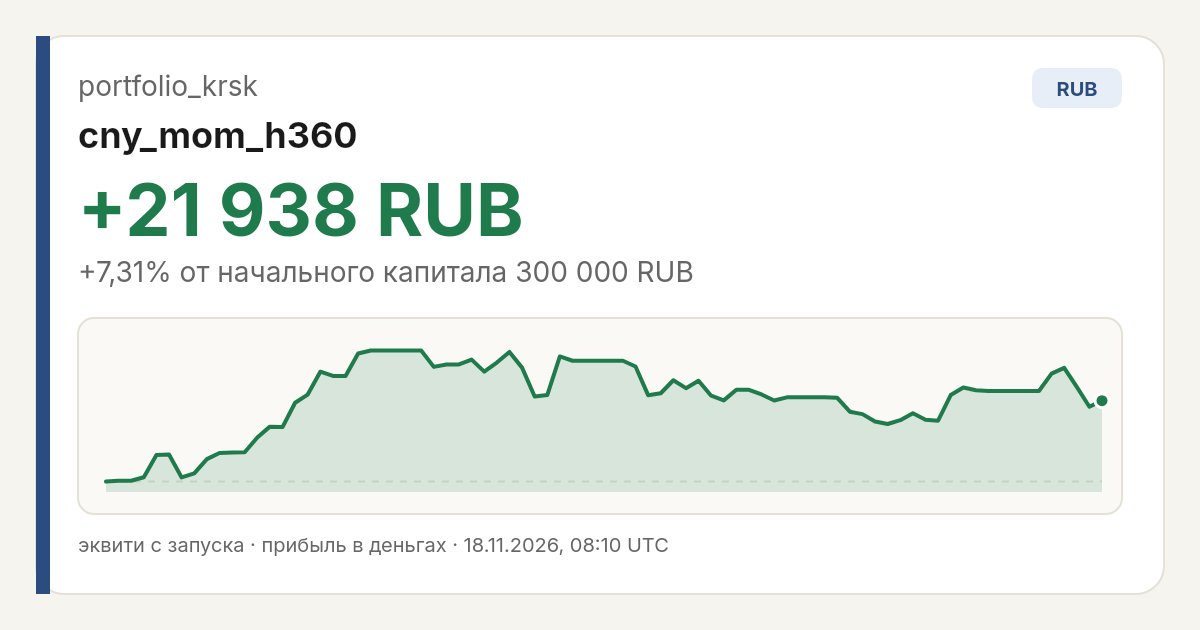 portfolio_krsk
RUB
cny_mom_h360
+21 938 RUB
+7,31% от начального капитала 300 000 RUB
эквити с запуска · прибыль в деньгах · 18.11.2026, 08:10 UTC